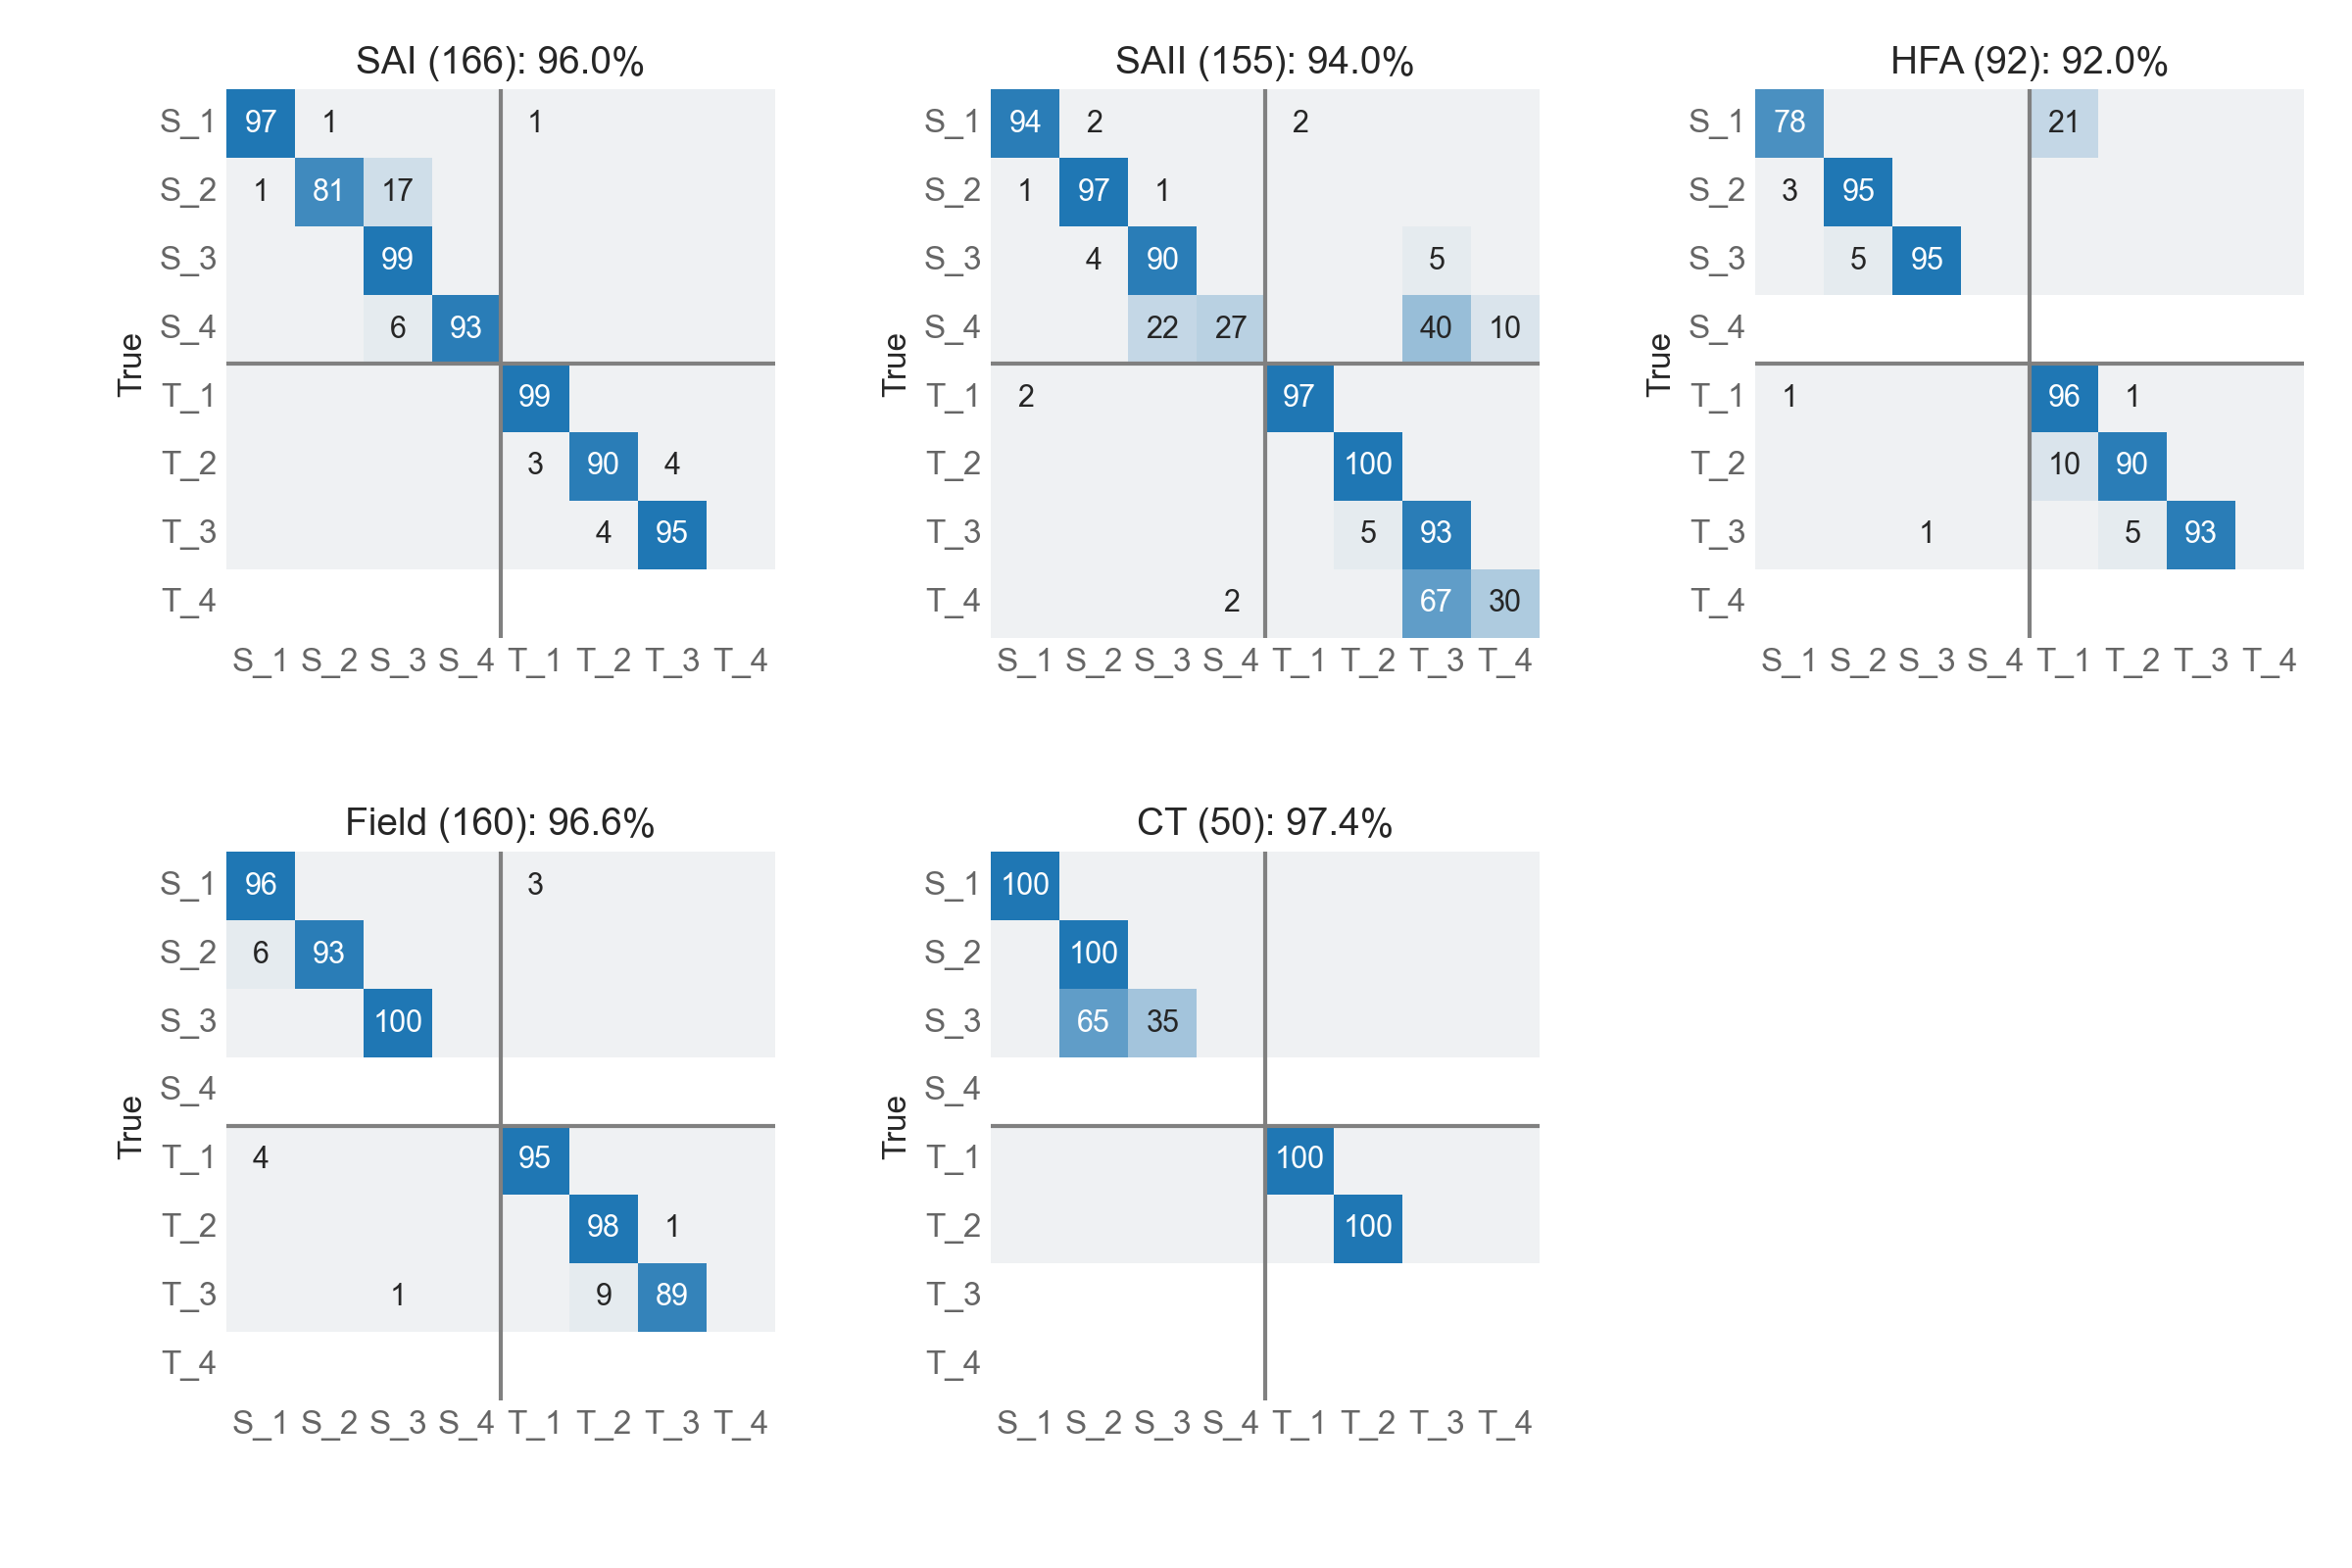 SAI (166): 96.0%
SAII (155): 94.0%
HFA (92): 92.0%
S_1 97 1 1
S_2 1 81 17
S_3 99
S_4 6 93
T_1 99
T_2 3 90 4
T_3 4 95
T_4
True
S_1 S_2 S_3 S_4 T_1 T_2 T_3 T_4
S_1 94 2 2
S_2 1 97 1
S_3 4 90 5
S_4 22 27 40 10
T_1 2 97
T_2 100
T_3 5 93
T_4 2 67 30
True
S_1 S_2 S_3 S_4 T_1 T_2 T_3 T_4
S_1 78 21
S_2 3 95
S_3 5 95
S_4
T_1 1 96 1
T_2 10 90
T_3 1 5 93
T_4
True
S_1 S_2 S_3 S_4 T_1 T_2 T_3 T_4
Field (160): 96.6%
CT (50): 97.4%
S_1 96 3
S_2 6 93
S_3 100
S_4
T_1 4 95
T_2 98 1
T_3 1 9 89
T_4
True
S_1 S_2 S_3 S_4 T_1 T_2 T_3 T_4
S_1 100
S_2 100
S_3 65 35
S_4
T_1 100
T_2 100
T_3
T_4
True
S_1 S_2 S_3 S_4 T_1 T_2 T_3 T_4